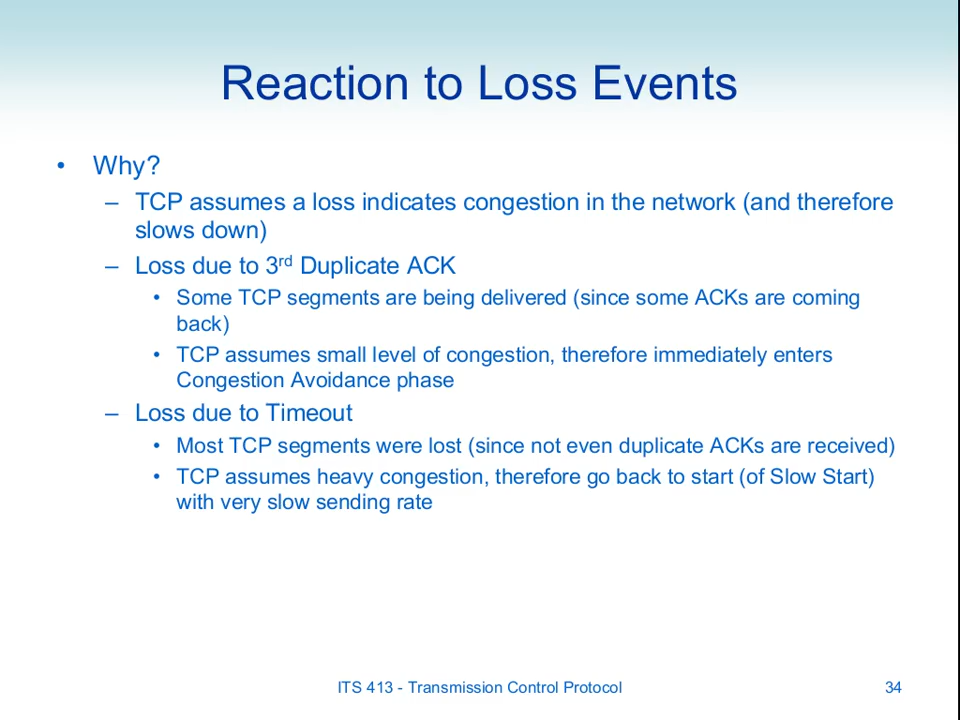 Reaction to Loss Events
• Why?
– TCP assumes a loss indicates congestion in the network (and therefore
slows down)
– Loss due to 3rd Duplicate ACK
• Some TCP segments are being delivered (since some ACKs are coming
back)
• TCP assumes small level of congestion, therefore immediately enters
Congestion Avoidance phase
– Loss due to Timeout
• Most TCP segments were lost (since not even duplicate ACKs are received)
• TCP assumes heavy congestion, therefore go back to start (of Slow Start)
with very slow sending rate
ITS 413 - Transmission Control Protocol
34